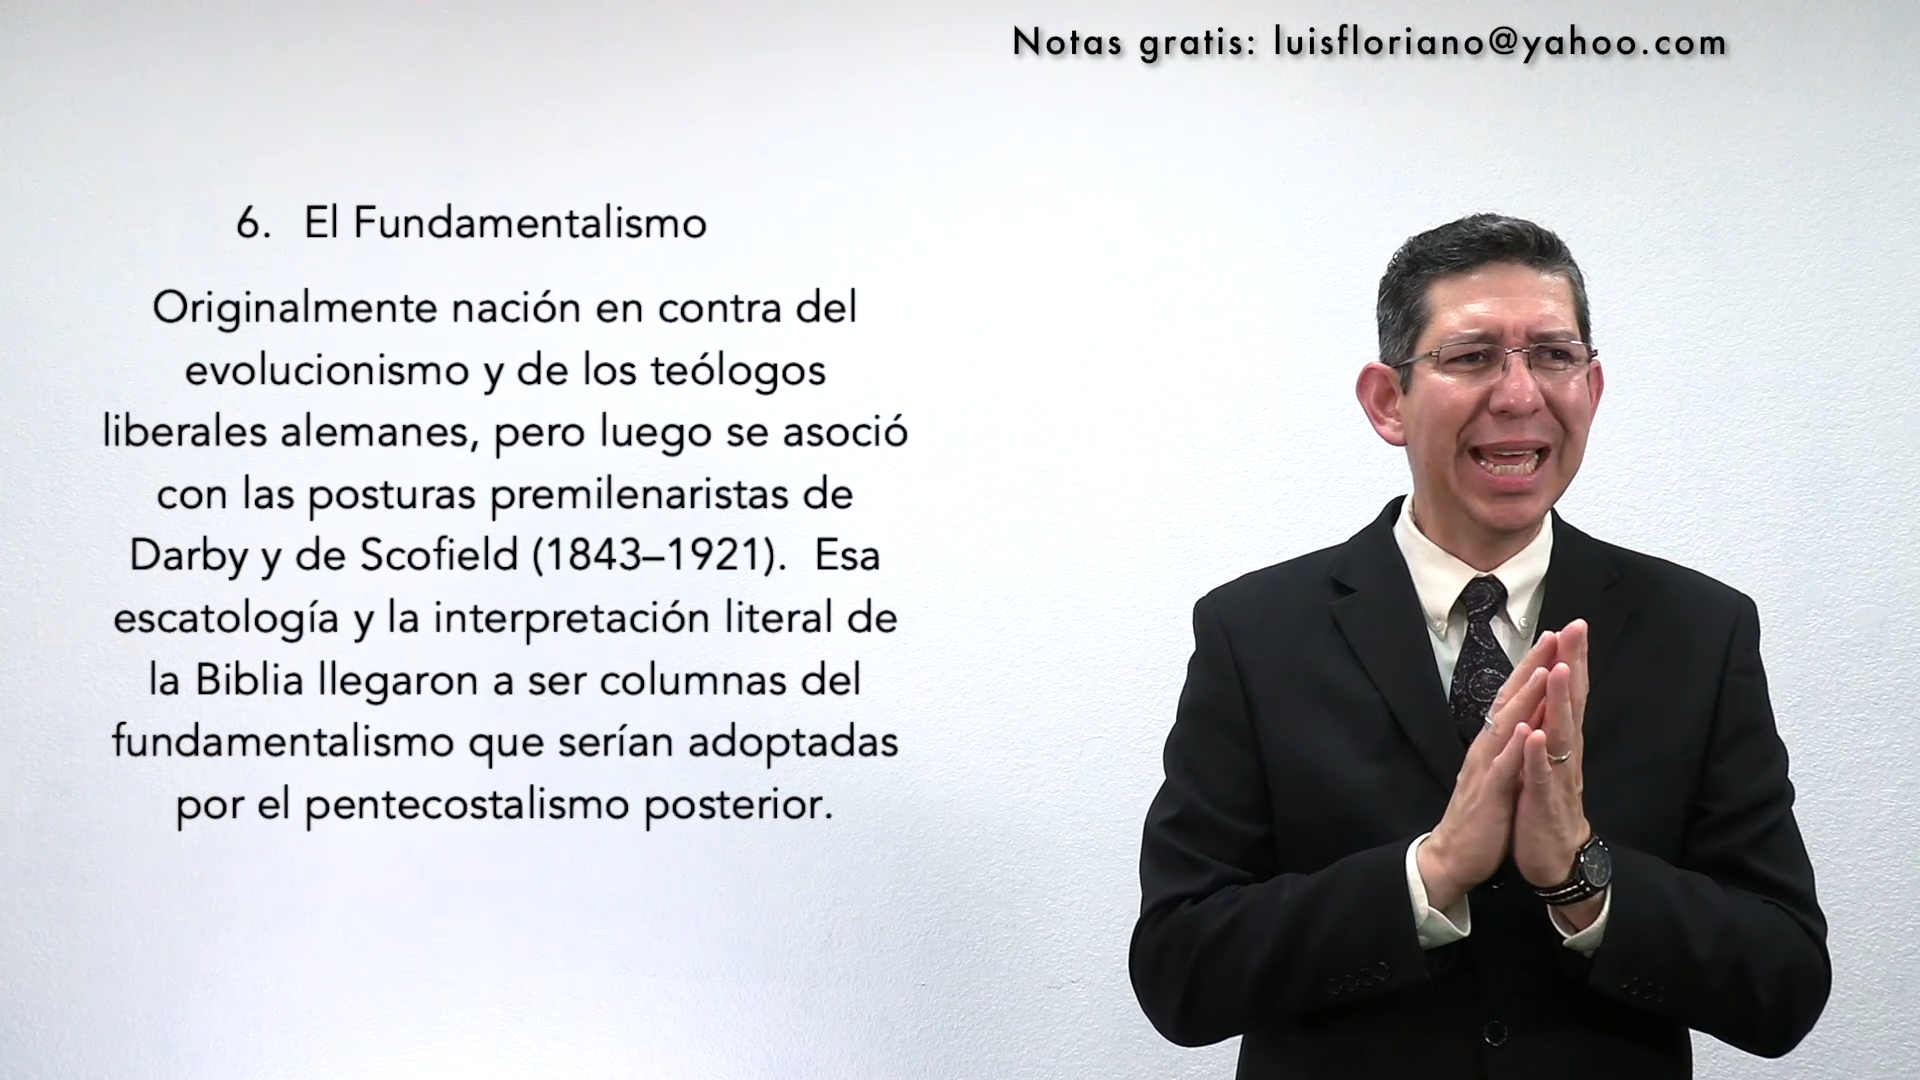 Notas gratis: luisfloriano@yahoo.com
6. El Fundamentalismo
Originalmente nación en contra del
evolucionismo y de los teólogos
liberales alemanes, pero luego se asoció
con las posturas premilenaristas de
Darby y de Scofield (1843–1921). Esa
escatología y la interpretación literal de
la Biblia llegaron a ser columnas del
fundamentalismo que serían adoptadas
por el pentecostalismo posterior.